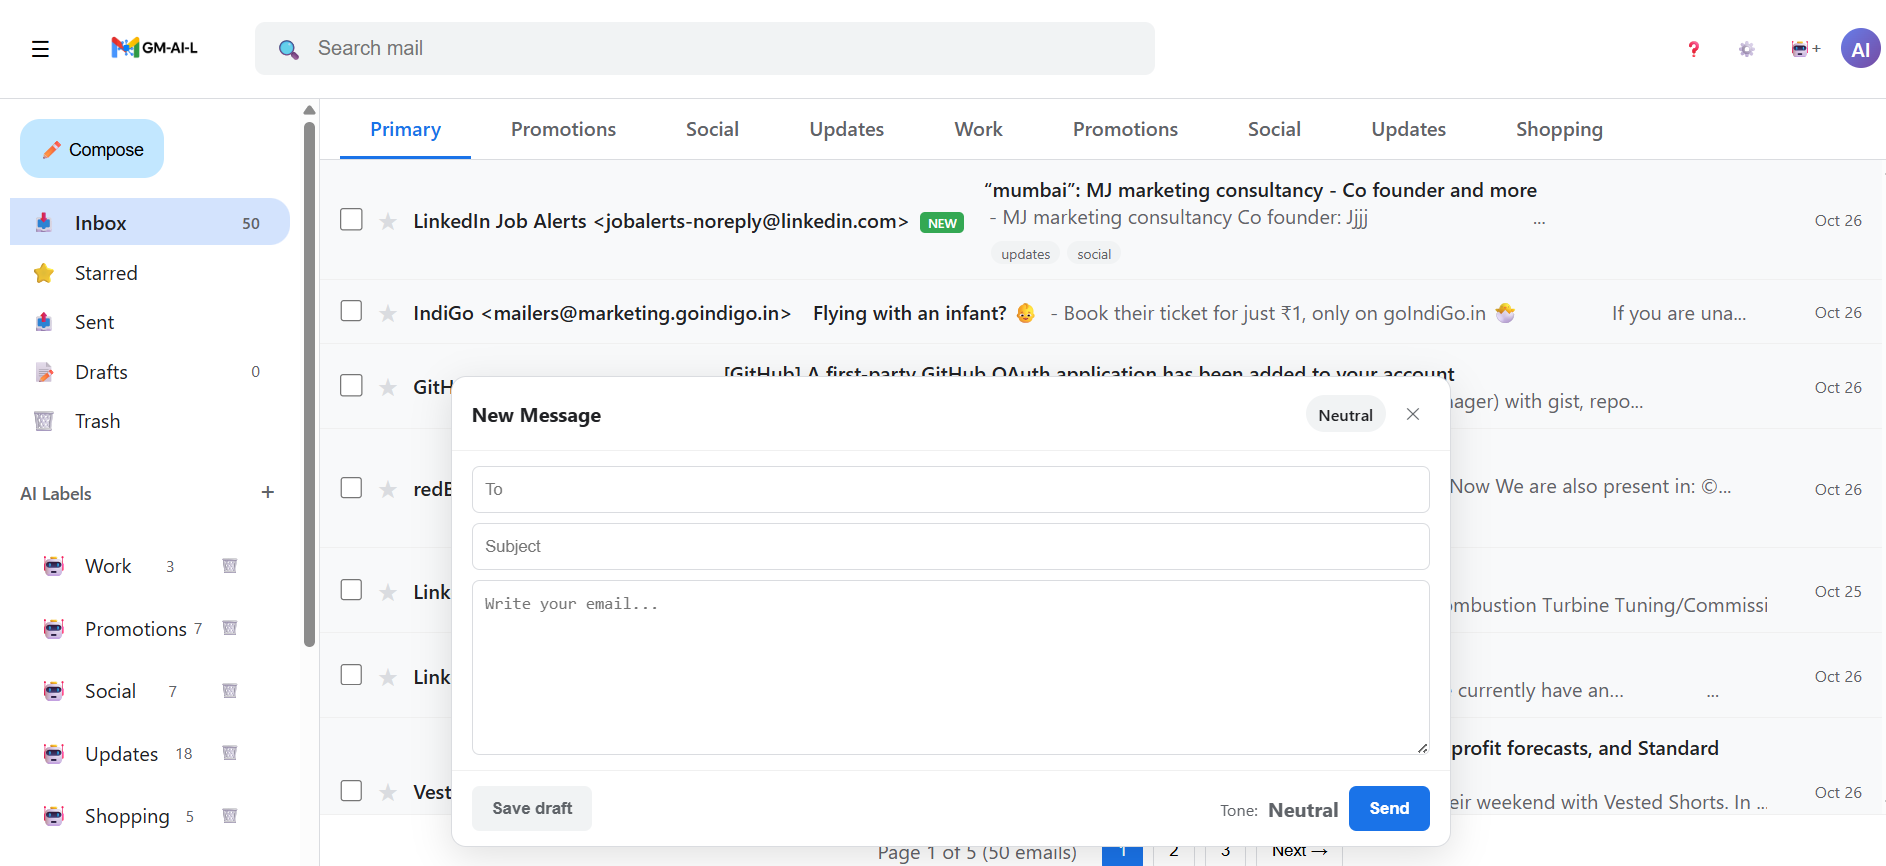 ☰ GM-AI-L Search mail + AI
Compose
Inbox 50
Starred
Sent
Drafts 0
Trash
AI Labels +
Work 3
Promotions 7
Social 7
Updates 18
Shopping 5
Primary Promotions Social Updates Work Promotions Social Updates Shopping
LinkedIn Job Alerts <jobalerts-noreply@linkedin.com> NEW “mumbai”: MJ marketing consultancy - Co founder and more
- MJ marketing consultancy Co founder: Jjjj ... Oct 26
updates social
IndiGo <mailers@marketing.goindigo.in> Flying with an infant? 👶 - Book their ticket for just ₹1, only on goIndiGo.in 🐣 If you are una... Oct 26
[GitHub] A first-party GitHub OAuth application has been added to your account
GitH Oct 26
) with gist, repo...
Now We are also present in: ©...
redB Oct 26
Link Oct 25
Combustion Turbine Tuning/Commissi
Link Oct 26
currently have an... ...
profit forecasts, and Standard
Vest Oct 26
weekend with Vested Shorts. In ...
New Message Neutral ×
To
Subject
Write your email...
Save draft Tone: Neutral Send
Page 1 of 5 (50 emails) 1 2 3 Next →